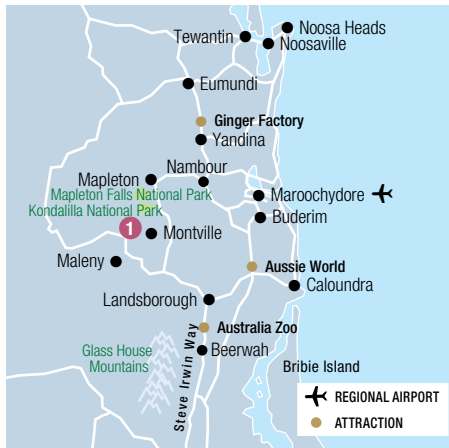 Noosa Heads
Tewantin
Noosaville
Eumundi
Ginger Factory
Yandina
Nambour
Mapleton
Mapleton Falls National Park
Kondalilla National Park
Maroochydore
Buderim
1
Montville
Maleny
Aussie World
Caloundra
Landsborough
Australia Zoo
Glass House
Mountains
Beerwah
Steve Irwin Way
Bribie Island
REGIONAL AIRPORT
ATTRACTION